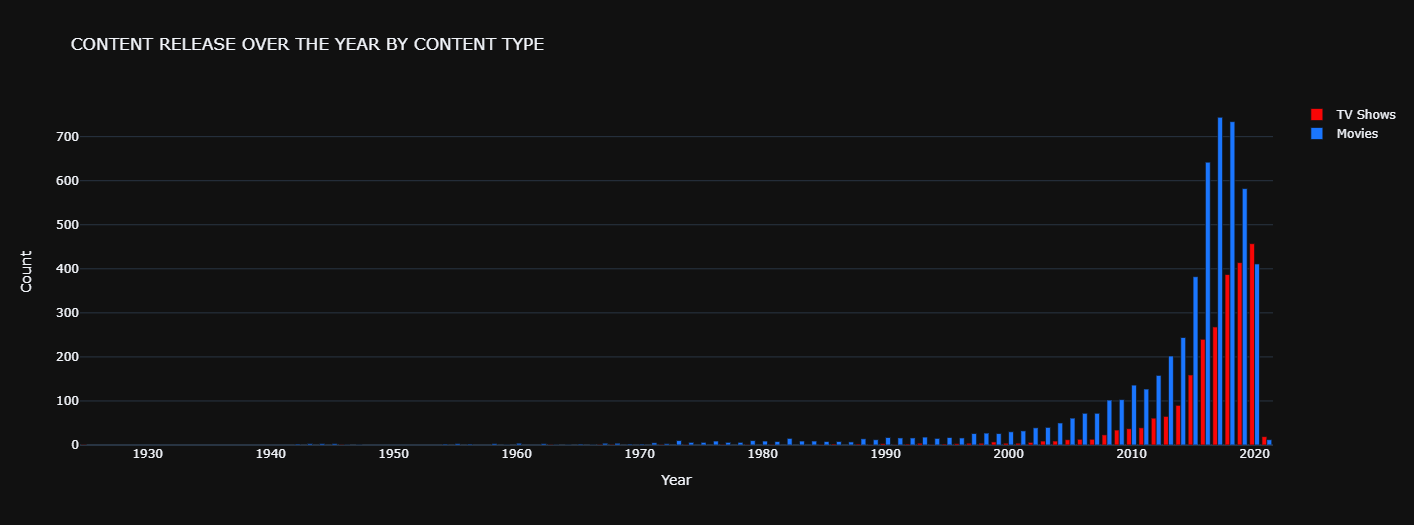 CONTENT RELEASE OVER THE YEAR BY CONTENT TYPE
TV Shows
Movies
700
600
500
400
300
200
100
0
Count
1930 1940 1950 1960 1970 1980 1990 2000 2010 2020
Year